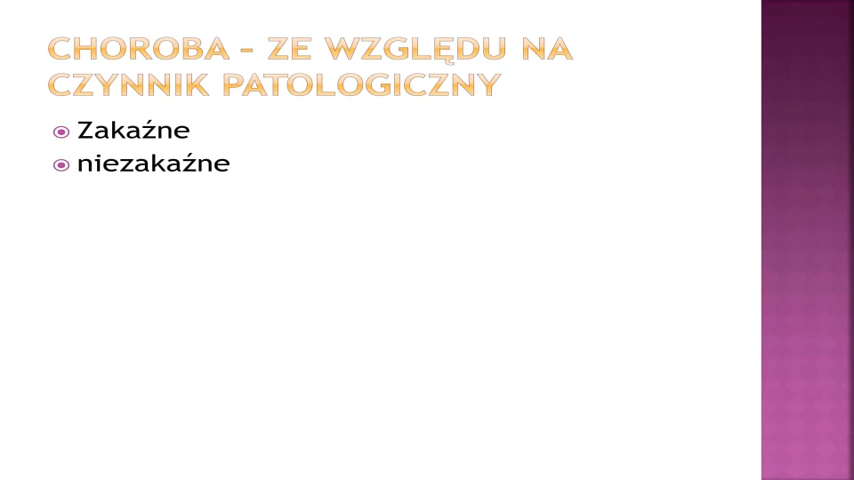 CHOROBA – ZE WZGLĘDU NA
CZYNNIK PATOLOGICZNY
Zakaźne
niezakaźne